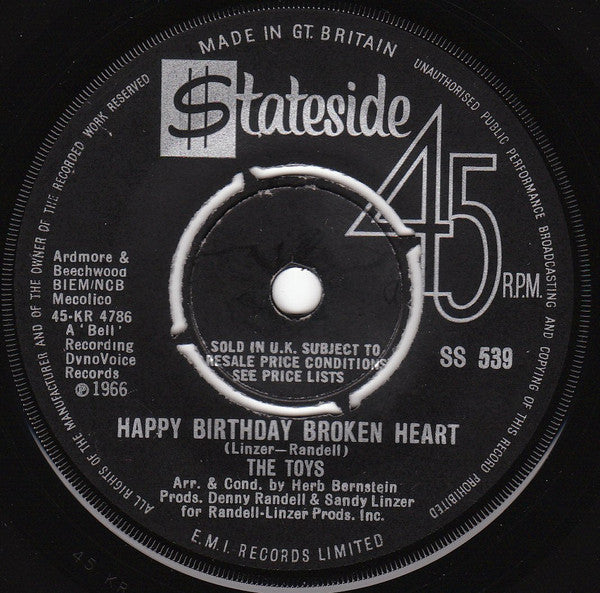 MADE IN GT. BRITAIN
UNAUTHORISED PUBLIC PERFORMANCE BROADCASTING AND COPYING OF THIS RECORD PROHIBITED
ALL RIGHTS OF THE MANUFACTURER AND OF THE OWNER OF THE RECORDED WORK RESERVED
$tateside
45
R.P.M.
Ardmore &
Beechwood
BIEM/NCB
Mecolico
45-KR 4786
A 'Bell'
Recording
DynoVoice
Records
℗ 1966
SOLD IN U.K. SUBJECT TO
RESALE PRICE CONDITIONS
SEE PRICE LISTS
SS 539
HAPPY BIRTHDAY BROKEN HEART
(Linzer—Randell)
THE TOYS
Arr. & Cond. by Herb Bernstein
Prods. Denny Randell & Sandy Linzer
for Randell-Linzer Prods. Inc.
E.M.I. RECORDS LIMITED
45 KR